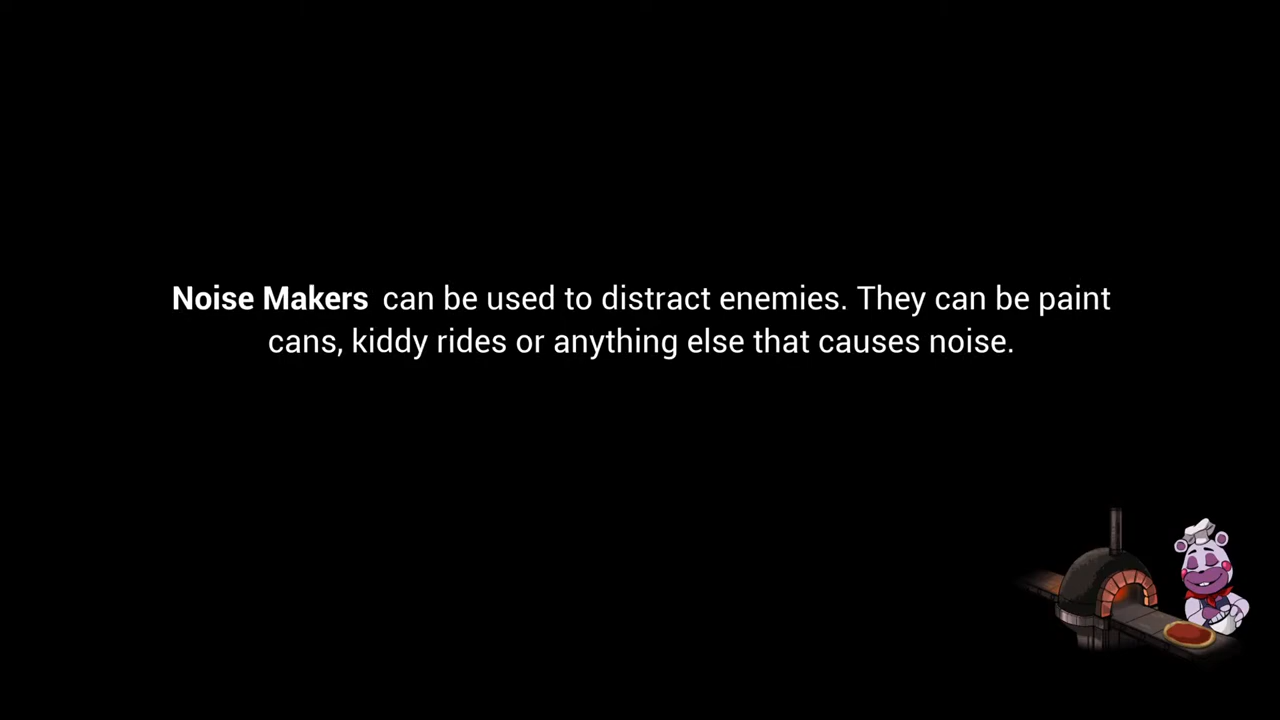 Noise Makers can be used to distract enemies. They can be paint
cans, kiddy rides or anything else that causes noise.